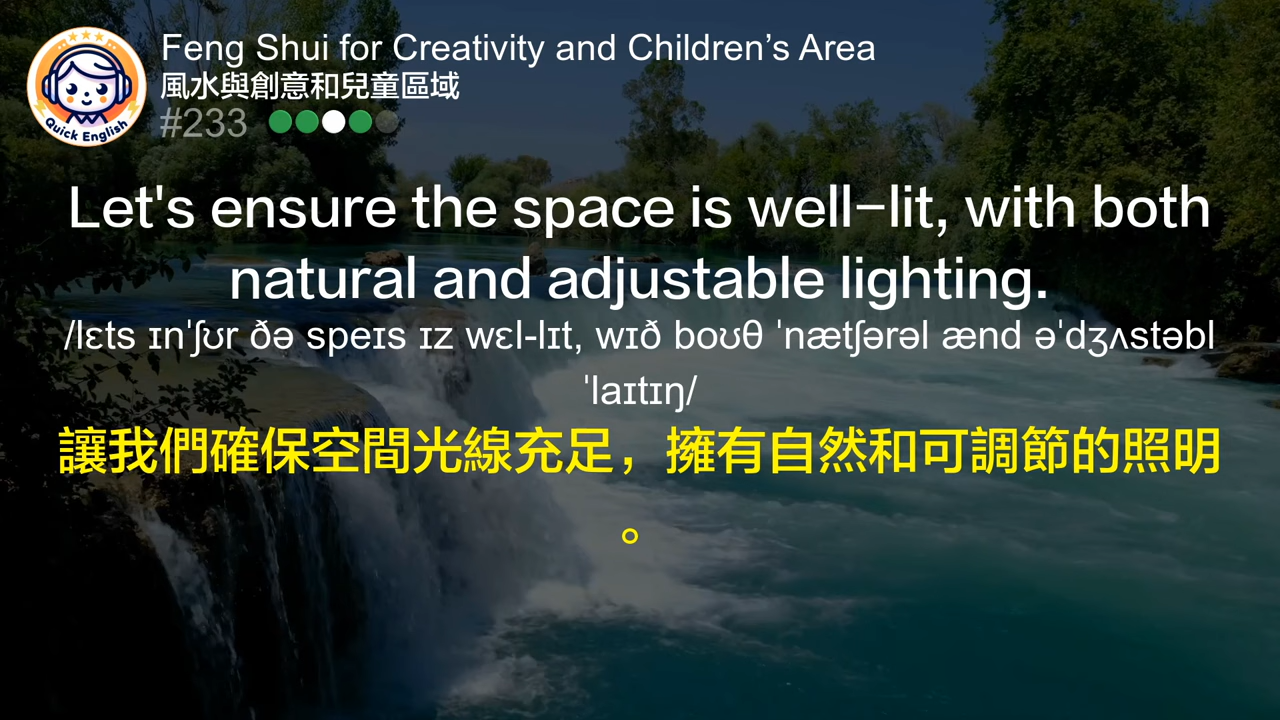 Quick English
Feng Shui for Creativity and Children’s Area
風水與創意和兒童區域
#233
Let's ensure the space is well–lit, with both
natural and adjustable lighting.
/lɛts ɪnˈʃʊr ðə speɪs ɪz wɛl-lɪt, wɪð boʊθ ˈnætʃərəl ænd əˈdʒʌstəbl
ˈlaɪtɪŋ/
讓我們確保空間光線充足，擁有自然和可調節的照明
。